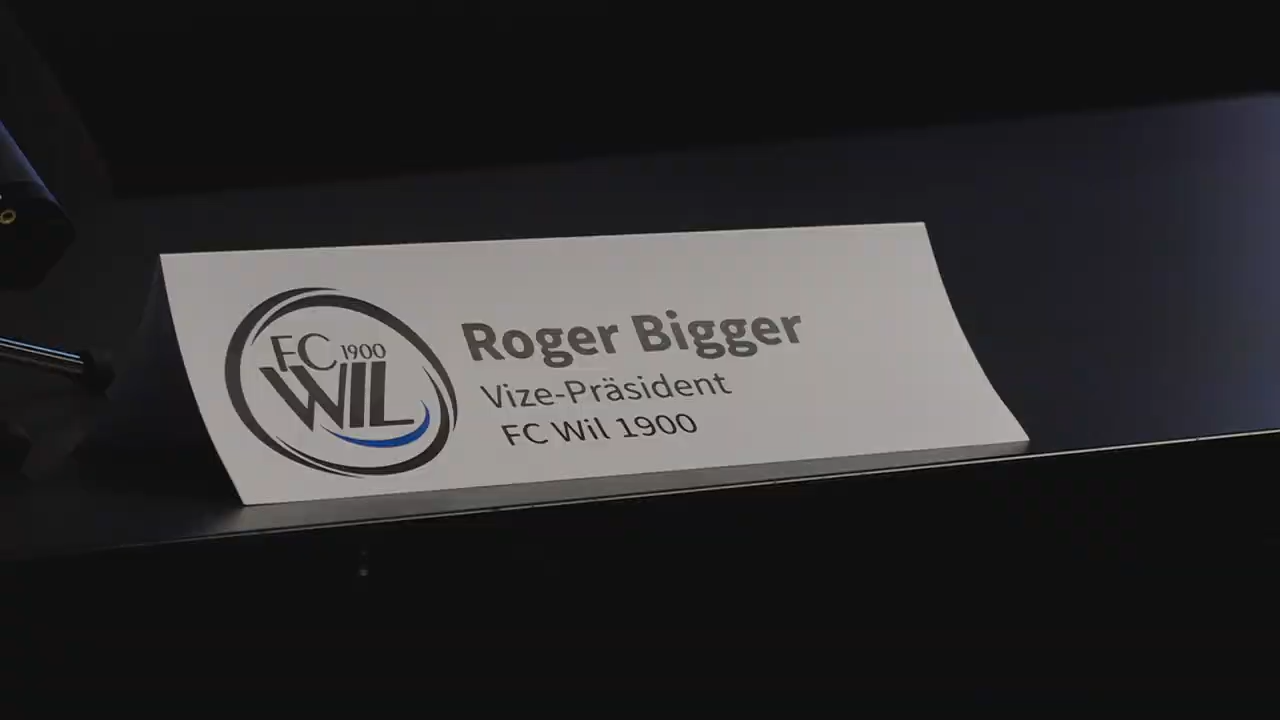 FC 1900
WIL
Roger Bigger
Vize-Präsident
FC Wil 1900